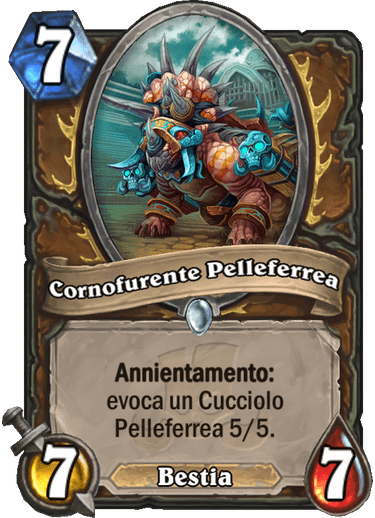 7
Cornofurente Pelleferrea
Annientamento:
evoca un Cucciolo
Pelleferrea 5/5.
7
Bestia
7